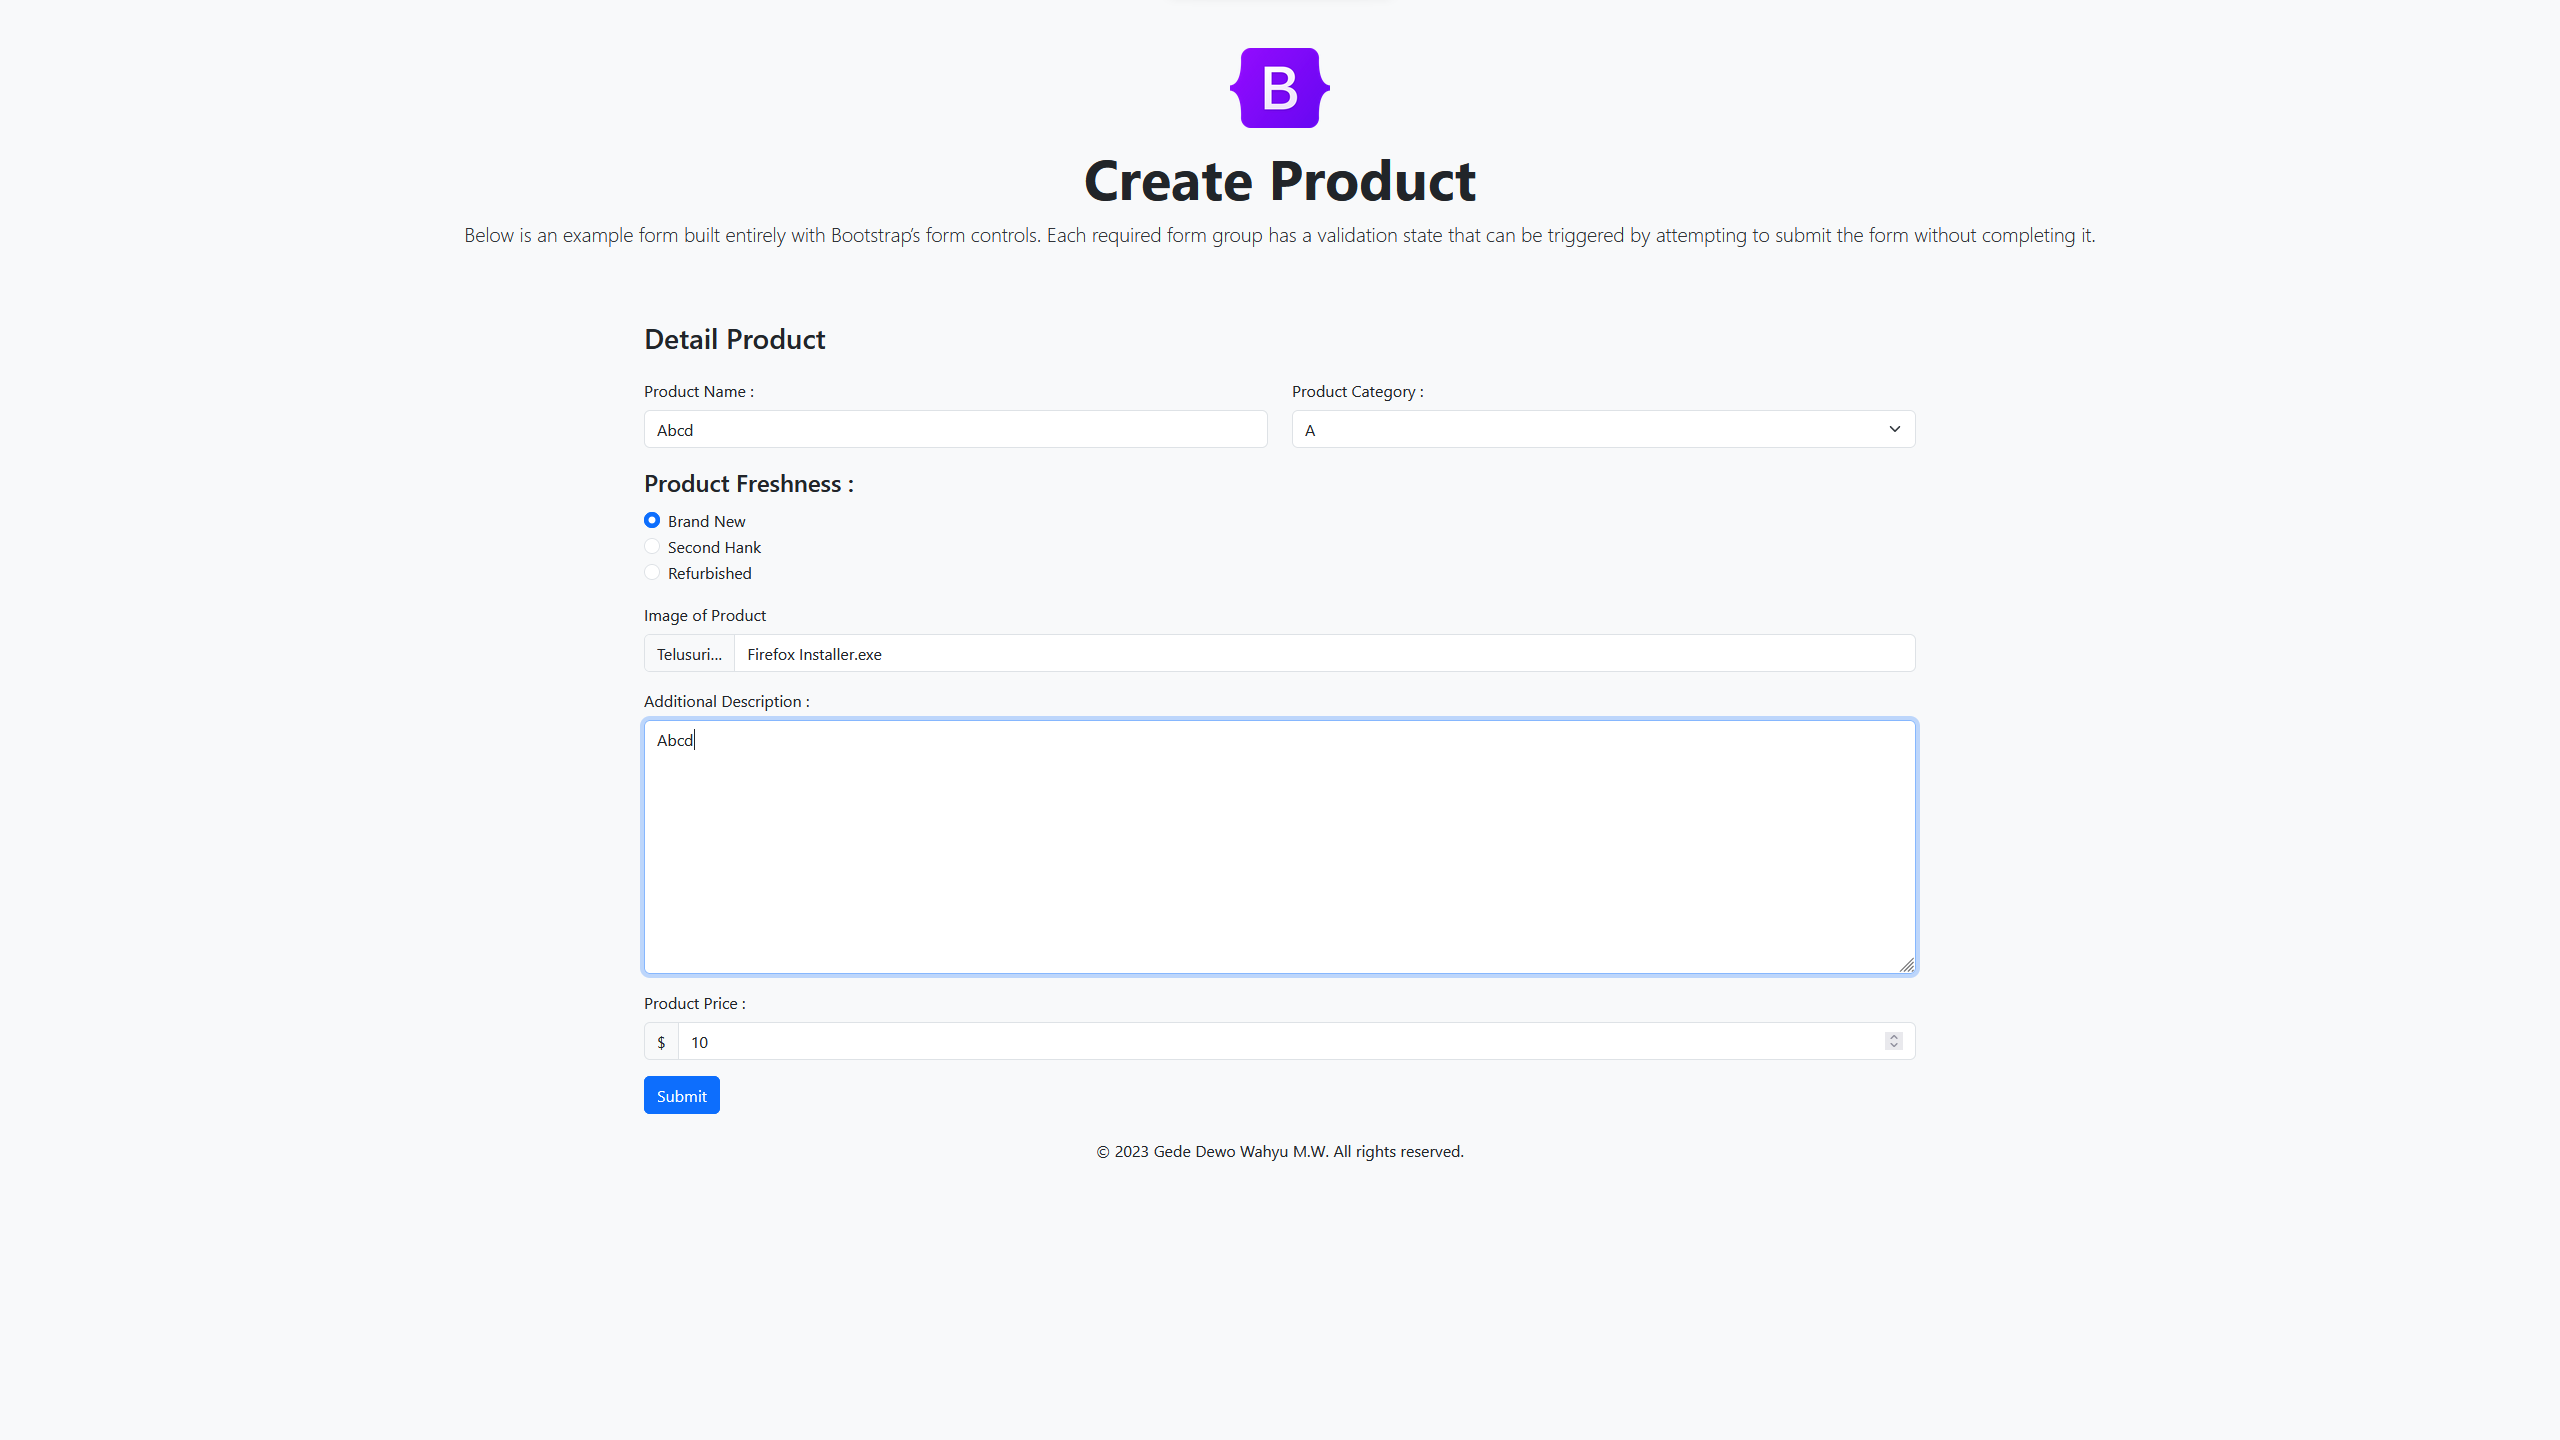 B
Create Product
Below is an example form built entirely with Bootstrap’s form controls. Each required form group has a validation state that can be triggered by attempting to submit the form without completing it.
Detail Product
Product Name :
Product Category :
Abcd
A
Product Freshness :
Brand New
Second Hank
Refurbished
Image of Product
Telusuri... Firefox Installer.exe
Additional Description :
Abcd
Product Price :
$ 10
Submit
© 2023 Gede Dewo Wahyu M.W. All rights reserved.